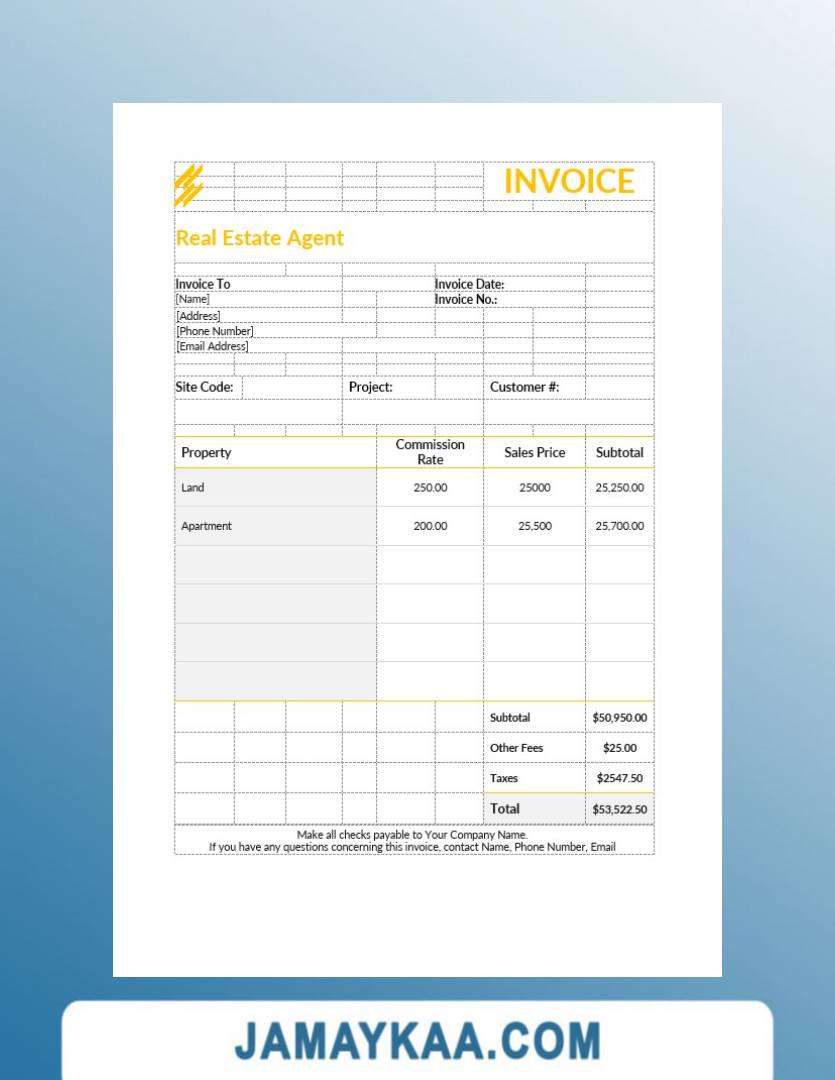 INVOICE
Real Estate Agent
Invoice To Invoice Date:
[Name] Invoice No.:
[Address]
[Phone Number]
[Email Address]
Site Code: Project: Customer #:
Property Commission Rate Sales Price Subtotal
Land 250.00 25000 25,250.00
Apartment 200.00 25,500 25,700.00
Subtotal $50,950.00
Other Fees $25.00
Taxes $2547.50
Total $53,522.50
Make all checks payable to Your Company Name.
If you have any questions concerning this invoice, contact Name, Phone Number, Email
JAMAYKAA.COM